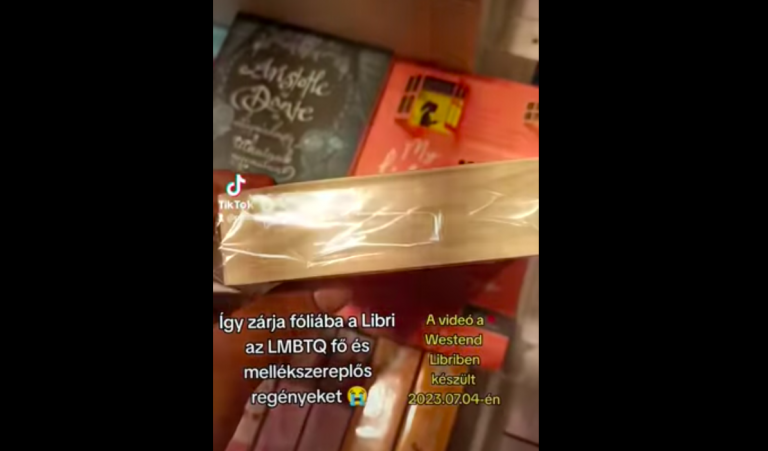 Aristotle
Dante
My
TikTok
Így zárja fóliába a Libri
az LMBTQ fő és
mellékszereplős
regényeket 😭
A videó a
Westend
Libriben
készült
2023.07.04-én